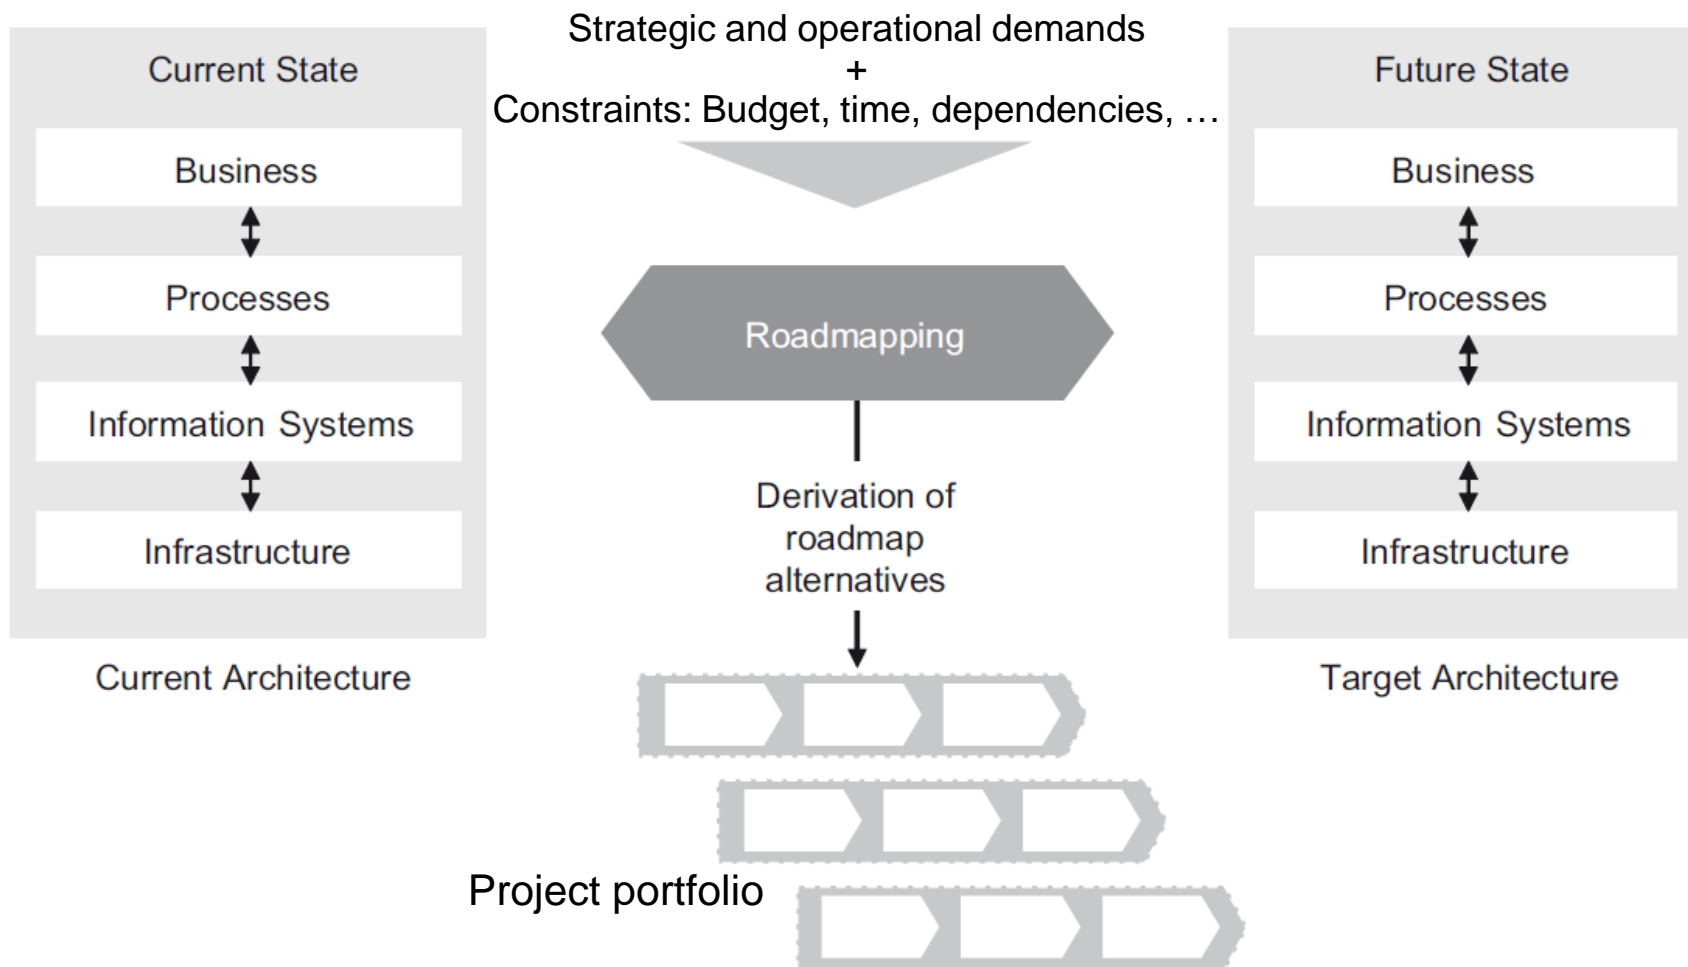 Strategic and operational demands
+
Constraints: Budget, time, dependencies, …
Current State
Business
Processes
Information Systems
Infrastructure
Current Architecture
Roadmapping
Derivation of
roadmap
alternatives
Project portfolio
Future State
Business
Processes
Information Systems
Infrastructure
Target Architecture